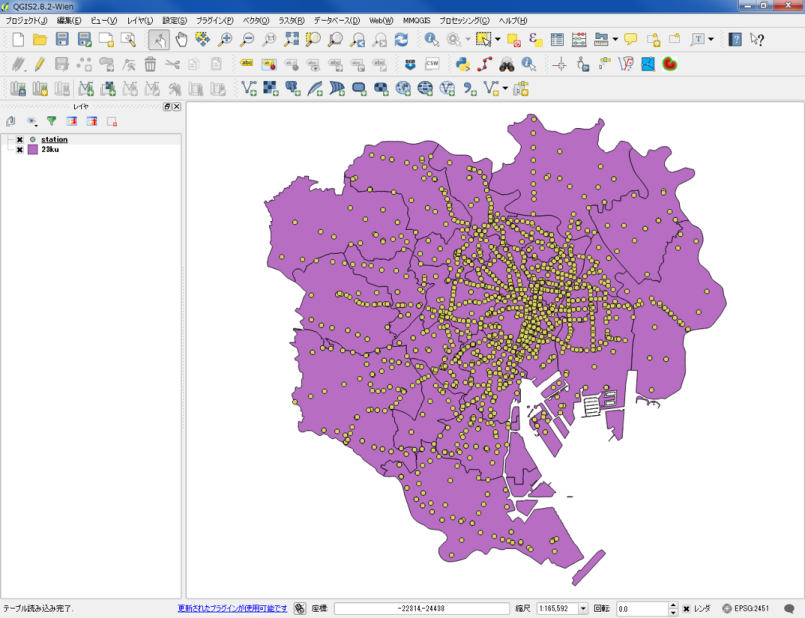 QGIS2.8.2-Wien
プロジェクト(J) 編集(E) ビュー(V) レイヤ(L) 設定(S) プラグイン(P) ベクタ(O) ラスタ(R) データベース(D) Web(W) MMQGIS プロセッシング(C) ヘルプ(H)
CSW
レイヤ
station
23ku
テーブル読み込み完了. 更新されたプラグインが使用可能です 座標: -22314,-24438 縮尺 1:165,592 回転: 0.0 レンダ EPSG:2451